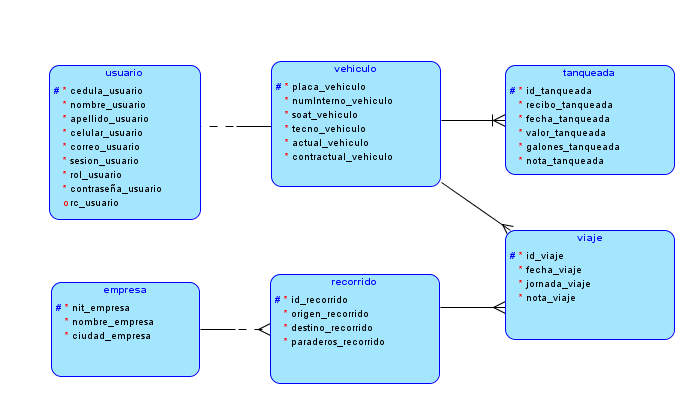 usuario
# * cedula_usuario
* nombre_usuario
* apellido_usuario
* celular_usuario
* correo_usuario
* sesion_usuario
* rol_usuario
* contraseña_usuario
o rc_usuario
vehiculo
# * placa_vehiculo
* numInterno_vehiculo
* soat_vehiculo
* tecno_vehiculo
* actual_vehiculo
* contractual_vehiculo
tanqueada
# * id_tanqueada
* recibo_tanqueada
* fecha_tanqueada
* valor_tanqueada
* galones_tanqueada
* nota_tanqueada
empresa
# * nit_empresa
* nombre_empresa
* ciudad_empresa
recorrido
# * id_recorrido
* origen_recorrido
* destino_recorrido
* paraderos_recorrido
viaje
# * id_viaje
* fecha_viaje
* jornada_viaje
* nota_viaje